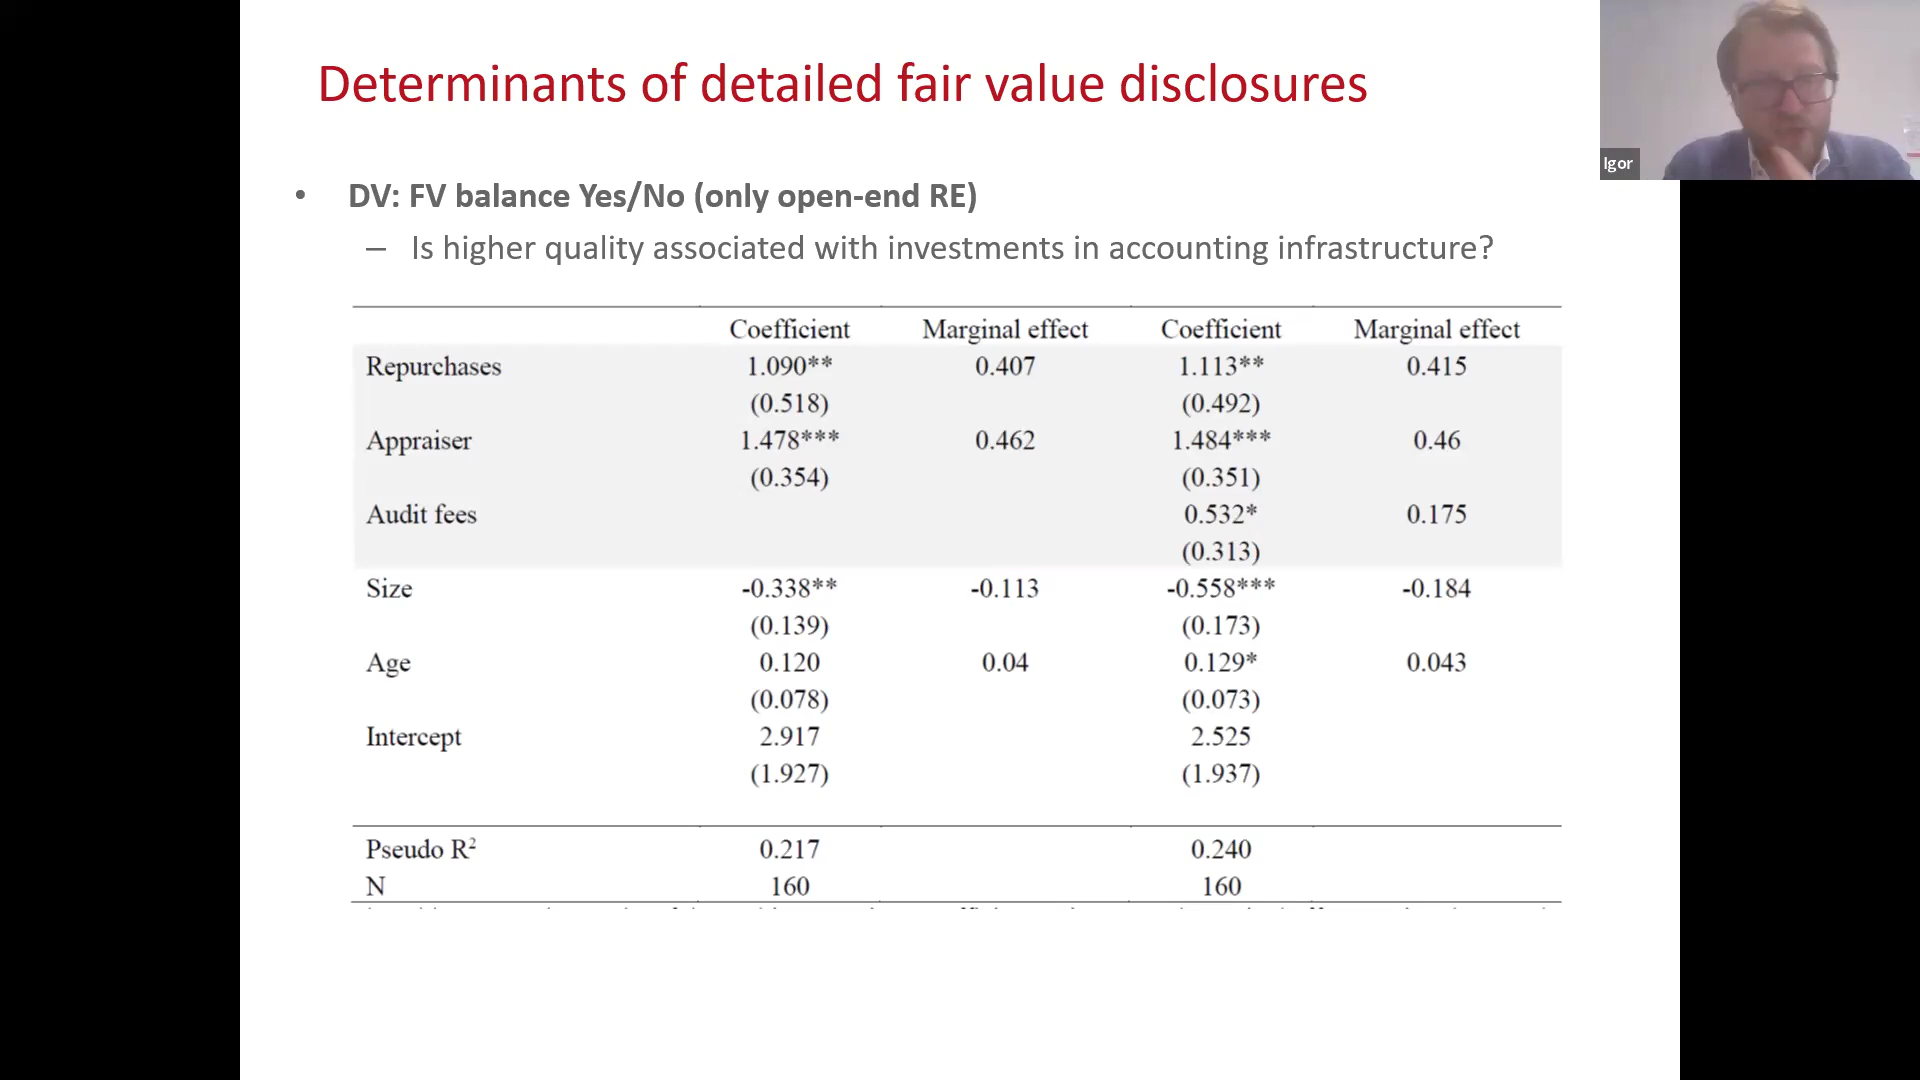 Determinants of detailed fair value disclosures
Igor
• DV: FV balance Yes/No (only open-end RE)
– Is higher quality associated with investments in accounting infrastructure?
Coefficient Marginal effect Coefficient Marginal effect
Repurchases 1.090** 0.407 1.113** 0.415
(0.518) (0.492)
Appraiser 1.478*** 0.462 1.484*** 0.46
(0.354) (0.351)
Audit fees 0.532* 0.175
(0.313)
Size -0.338** -0.113 -0.558*** -0.184
(0.139) (0.173)
Age 0.120 0.04 0.129* 0.043
(0.078) (0.073)
Intercept 2.917 2.525
(1.927) (1.937)
Pseudo R² 0.217 0.240
N 160 160